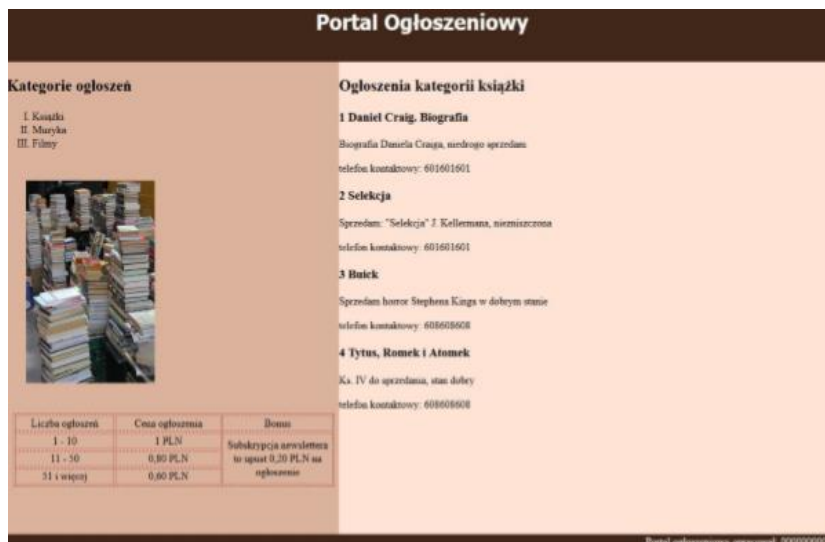 Portal Ogłoszeniowy
Kategorie ogłoszeń
I. Książki
II. Muzyka
III. Filmy
Liczba ogłoszeń Cena ogłoszenia Bonus
1 - 10 1 PLN Subskrypcja newslettera
11 - 50 0,80 PLN to upust 0,20 PLN na
51 i więcej 0,60 PLN ogłoszenie
Ogłoszenia kategorii książki
1 Daniel Craig. Biografia
Biografia Daniela Craiga, niedrogo sprzedam
telefon kontaktowy: 601601601
2 Selekcja
Sprzedam: "Selekcja" J. Kellermana, niezniszczona
telefon kontaktowy: 601601601
3 Buick
Sprzedam horror Stephena Kinga w dobrym stanie
telefon kontaktowy: 608608608
4 Tytus, Romek i Atomek
Ks. IV do sprzedania, stan dobry
telefon kontaktowy: 608608608
Portal ogłoszeniowy opracował: